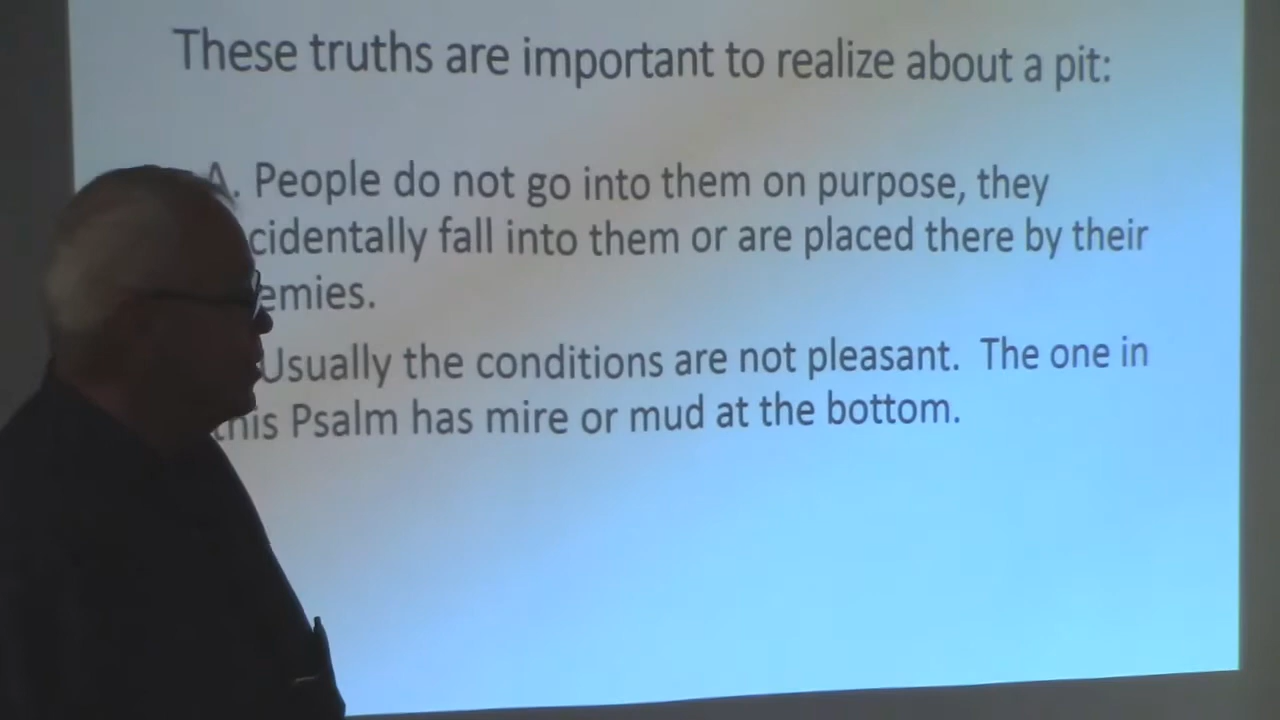 These truths are important to realize about a pit:
A. People do not go into them on purpose, they
cidentally fall into them or are placed there by their
emies.
Usually the conditions are not pleasant. The one in
this Psalm has mire or mud at the bottom.